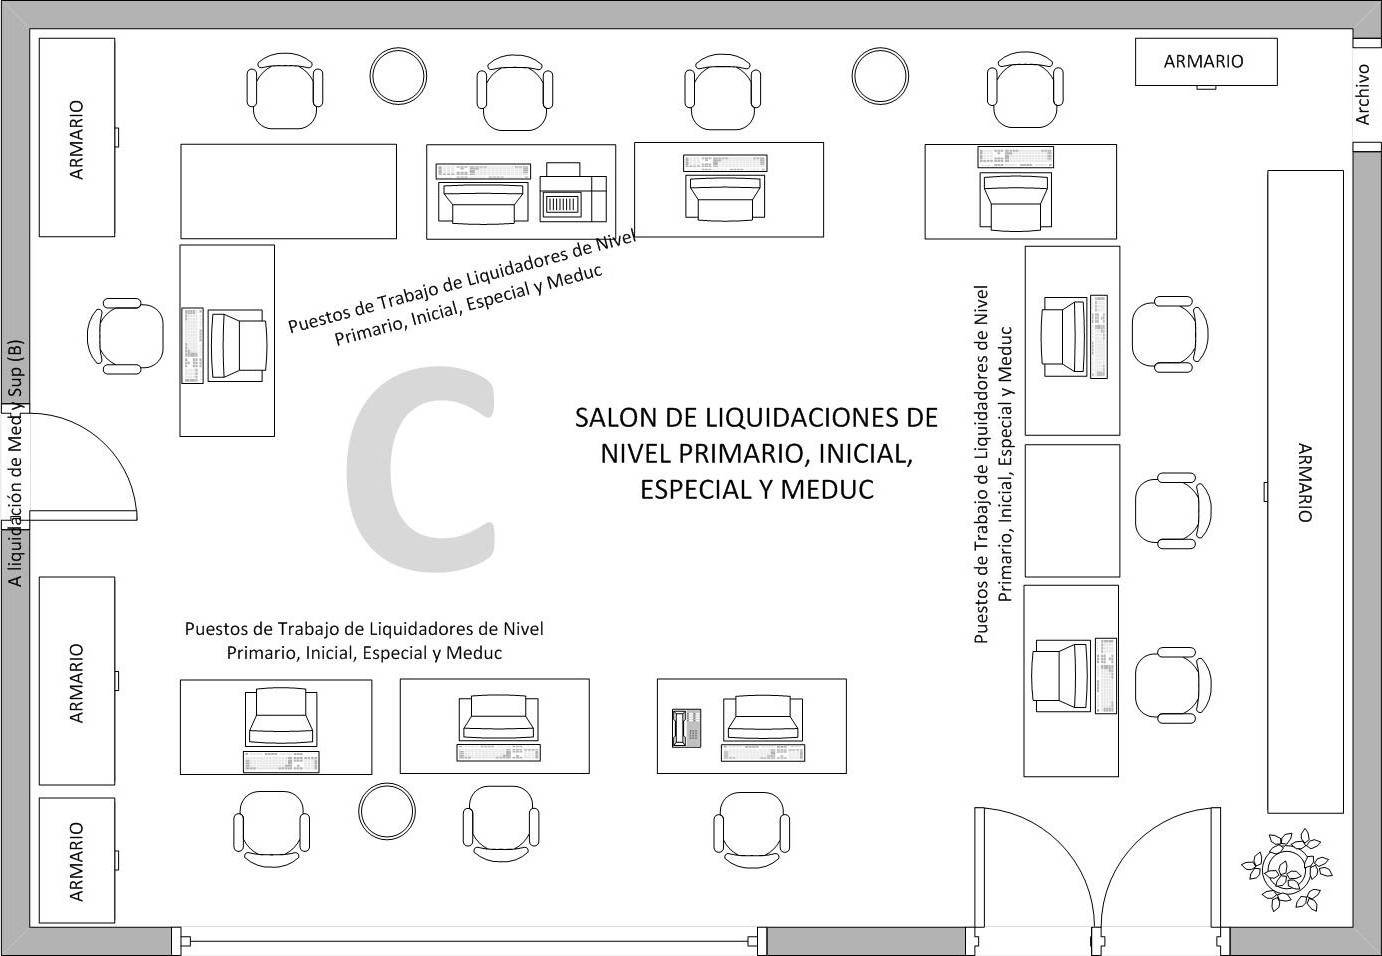 ARMARIO
ARMARIO
Archivo
Puestos de Trabajo de Liquidadores de Nivel
Primario, Inicial, Especial y Meduc
A liquidación de Med y Sup (B)
C
SALON DE LIQUIDACIONES DE
NIVEL PRIMARIO, INICIAL,
ESPECIAL Y MEDUC
Puestos de Trabajo de Liquidadores de Nivel
Primario, Inicial, Especial y Meduc
ARMARIO
Puestos de Trabajo de Liquidadores de Nivel
Primario, Inicial, Especial y Meduc
ARMARIO
ARMARIO